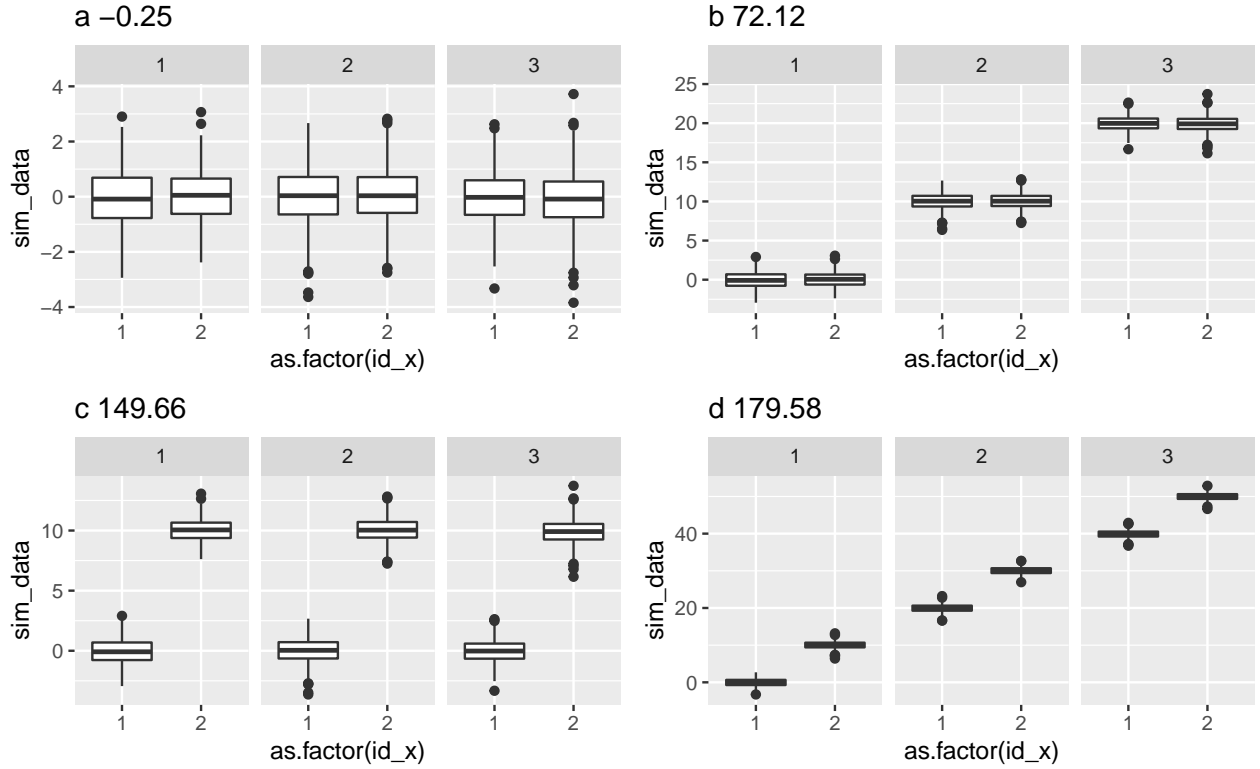 a −0.25
1 2 3
4
2
0
−2
−4
sim_data
1 2 1 2 1 2
as.factor(id_x)
b 72.12
1 2 3
25
20
15
10
5
0
sim_data
1 2 1 2 1 2
as.factor(id_x)
c 149.66
1 2 3
10
5
0
sim_data
1 2 1 2 1 2
as.factor(id_x)
d 179.58
1 2 3
40
20
0
sim_data
1 2 1 2 1 2
as.factor(id_x)